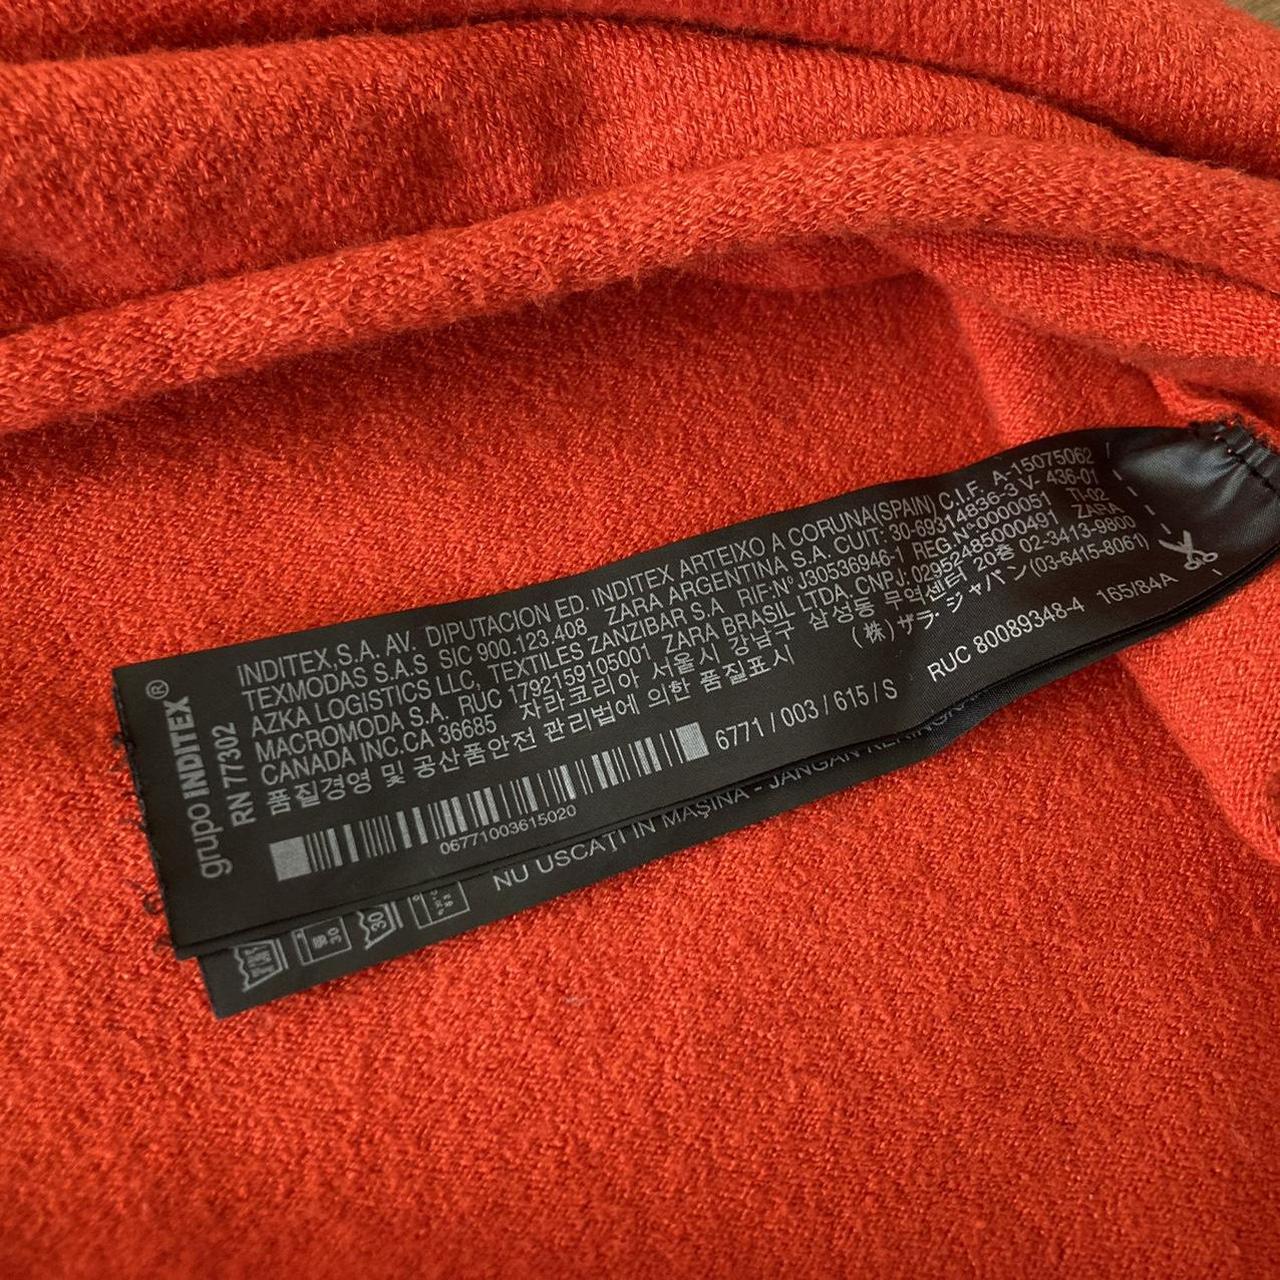 grupo INDITEX®
RN 77302
INDITEX,S.A. AV. DIPUTACION ED. INDITEX ARTEIXO A CORUNA(SPAIN) C.I.F. A-15075062
TEXMODAS S.A.S SIC 900.123.408 ZARA ARGENTINA S.A. CUIT: 30-69314836-3 V- 436-01
AZKA LOGISTICS LLC, TEXTILES ZANZIBAR S.A RIF:Nº J30536946-1 REG.Nº0000051 TI-02
MACROMODA S.A. RUC 1792159105001 ZARA BRASIL LTDA. CNPJ. 02952485000491 ZARA
CANADA INC.CA 36685 자라코리아 서울시 강남구 삼성동 무역센터 20층 02-3413-9800
품질경영 및 공산품안전 관리법에 의한 품질표시 (株)ザラ・ジャパン(03-6415-8061)
6771 / 003 / 615 / S RUC 80089348-4 165/84A
06771003615020
30
30
NU USCAŢI IN MAŞINA - JANGAN